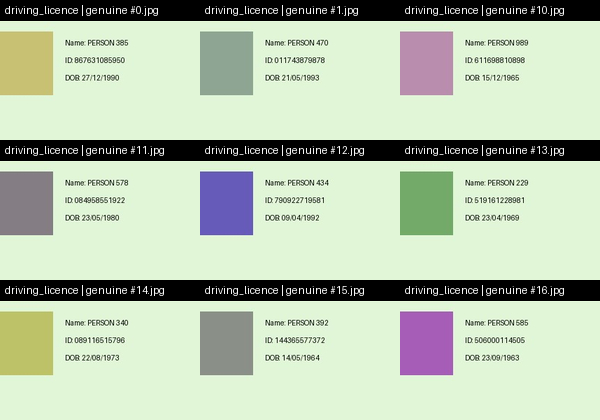 driving_licence | genuine #0.jpg
Name: PERSON 385
ID: 867631085950
DOB: 27/12/1990
driving_licence | genuine #1.jpg
Name: PERSON 470
ID: 011743879878
DOB: 21/05/1993
driving_licence | genuine #10.jpg
Name: PERSON 989
ID: 611698810898
DOB: 15/12/1965
driving_licence | genuine #11.jpg
Name: PERSON 578
ID: 084958551922
DOB: 23/05/1980
driving_licence | genuine #12.jpg
Name: PERSON 434
ID: 790922719581
DOB: 09/04/1992
driving_licence | genuine #13.jpg
Name: PERSON 229
ID: 519161228981
DOB: 23/04/1969
driving_licence | genuine #14.jpg
Name: PERSON 340
ID: 089116515796
DOB: 22/08/1973
driving_licence | genuine #15.jpg
Name: PERSON 392
ID: 144365577372
DOB: 14/05/1964
driving_licence | genuine #16.jpg
Name: PERSON 585
ID: 506000114505
DOB: 23/09/1963